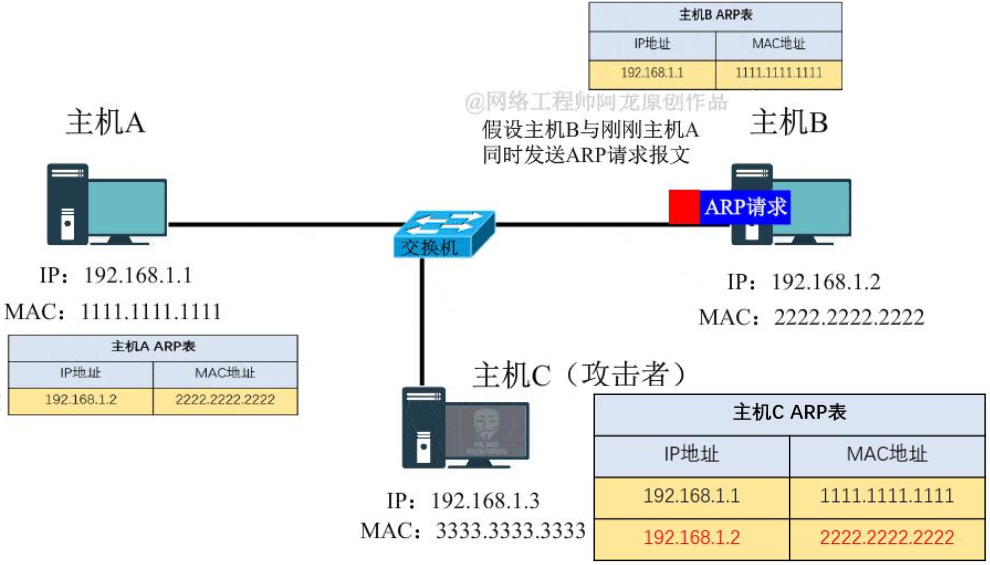 主机B ARP表
IP地址 MAC地址
192.168.1.1 1111.1111.1111
@网络工程师阿龙原创作品
假设主机B与刚刚主机A
同时发送ARP请求报文
主机A
主机B
ARP请求
交换机
IP：192.168.1.1
MAC：1111.1111.1111
IP：192.168.1.2
MAC：2222.2222.2222
主机A ARP表
IP地址 MAC地址
192.168.1.2 2222.2222.2222
主机C（攻击者）
IP：192.168.1.3
MAC：3333.3333.3333
主机C ARP表
IP地址 MAC地址
192.168.1.1 1111.1111.1111
192.168.1.2 2222.2222.2222